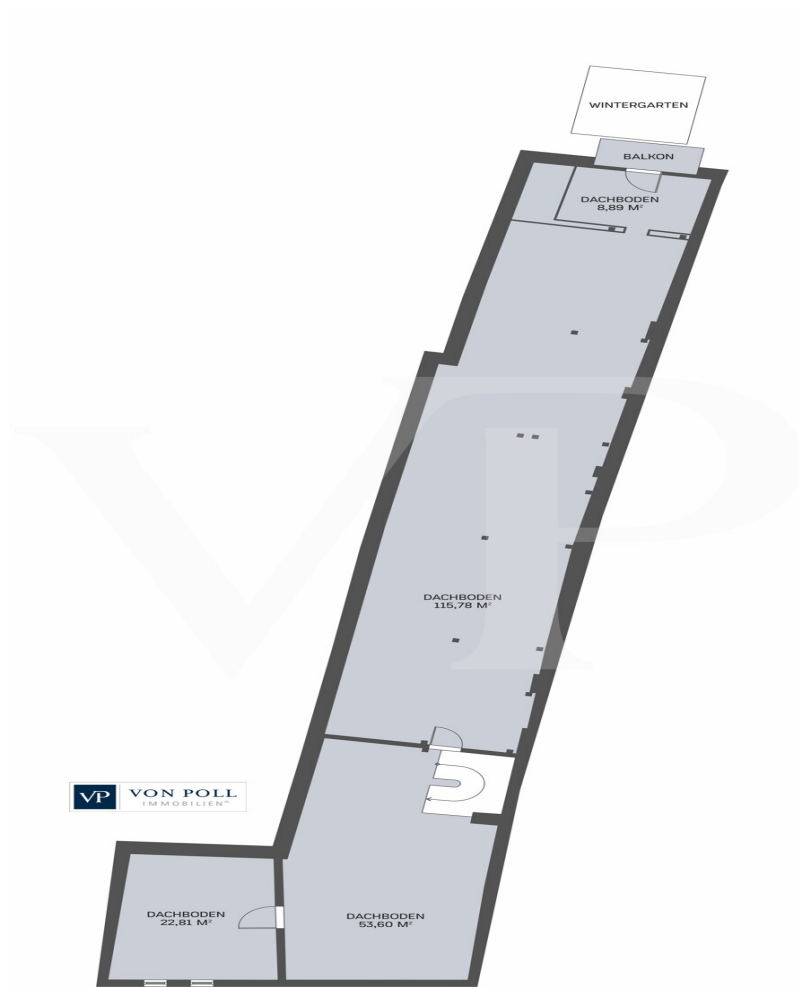 WINTERGARTEN
BALKON
DACHBODEN
8,89 M²
DACHBODEN
115,78 M²
VP
VP
VON POLL
IMMOBILIEN®
DACHBODEN
22,81 M²
DACHBODEN
53,60 M²